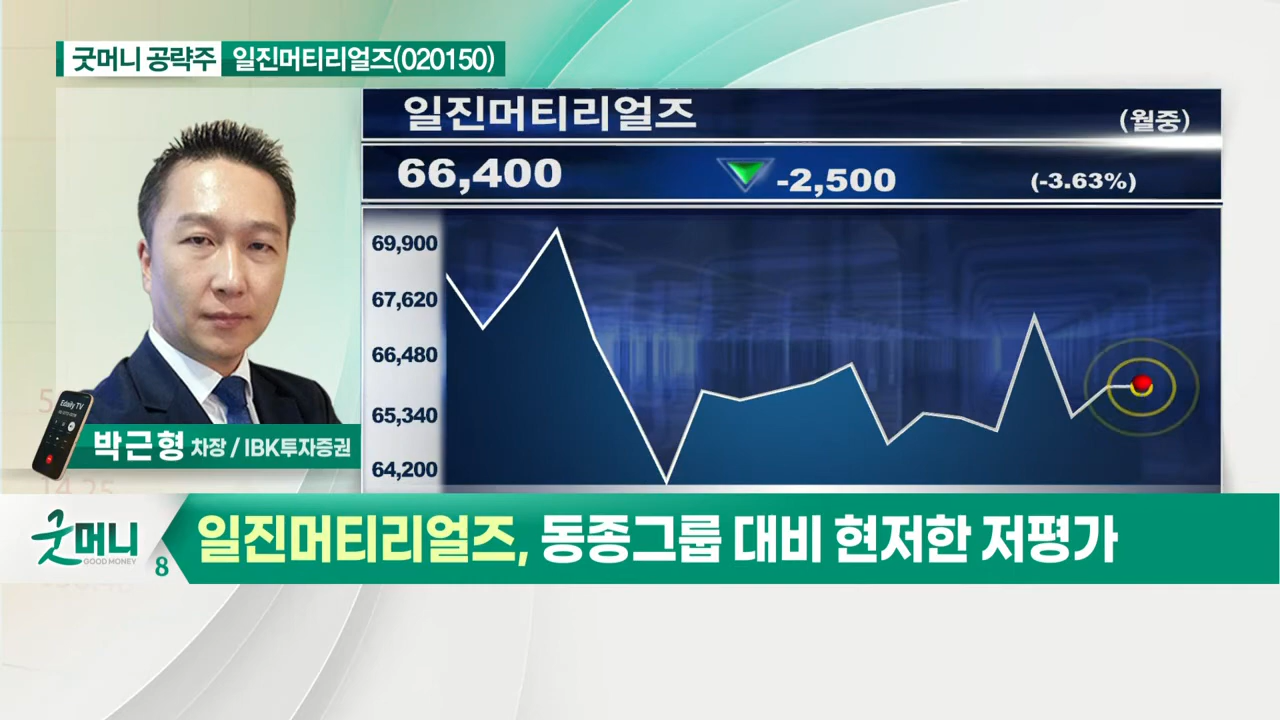 굿머니 공략주 일진머티리얼즈(020150)
일진머티리얼즈 (월중)
66,400 -2,500 (-3.63%)
69,900
67,620
66,480
65,340
64,200
Edaily TV
박근형 차장 / IBK투자증권
굿머니
GOOD MONEY
8
일진머티리얼즈, 동종그룹 대비 현저한 저평가